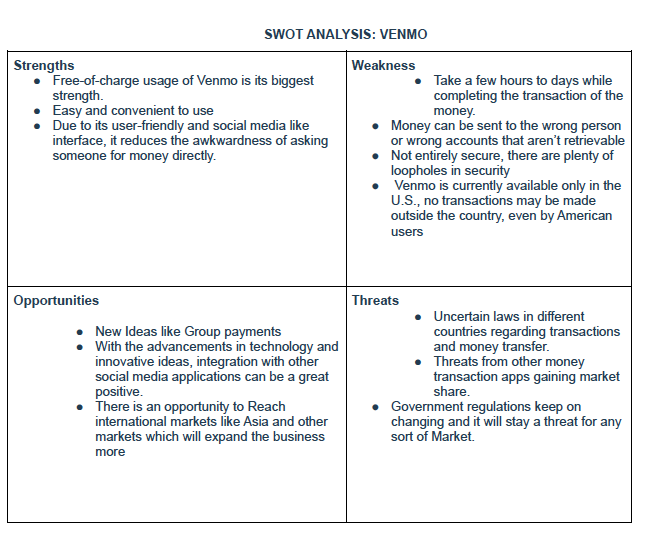 SWOT ANALYSIS: VENMO
Strengths
● Free-of-charge usage of Venmo is its biggest
strength.
● Easy and convenient to use
● Due to its user-friendly and social media like
interface, it reduces the awkwardness of asking
someone for money directly.
Weakness
● Take a few hours to days while
completing the transaction of the
money.
● Money can be sent to the wrong person
or wrong accounts that aren't retrievable
● Not entirely secure, there are plenty of
loopholes in security
● Venmo is currently available only in the
U.S., no transactions may be made
outside the country, even by American
users
Opportunities
● New Ideas like Group payments
● With the advancements in technology and
innovative ideas, integration with other
social media applications can be a great
positive.
● There is an opportunity to Reach
international markets like Asia and other
markets which will expand the business
more
Threats
● Uncertain laws in different
countries regarding transactions
and money transfer.
● Threats from other money
transaction apps gaining market
share.
● Government regulations keep on
changing and it will stay a threat for any
sort of Market.